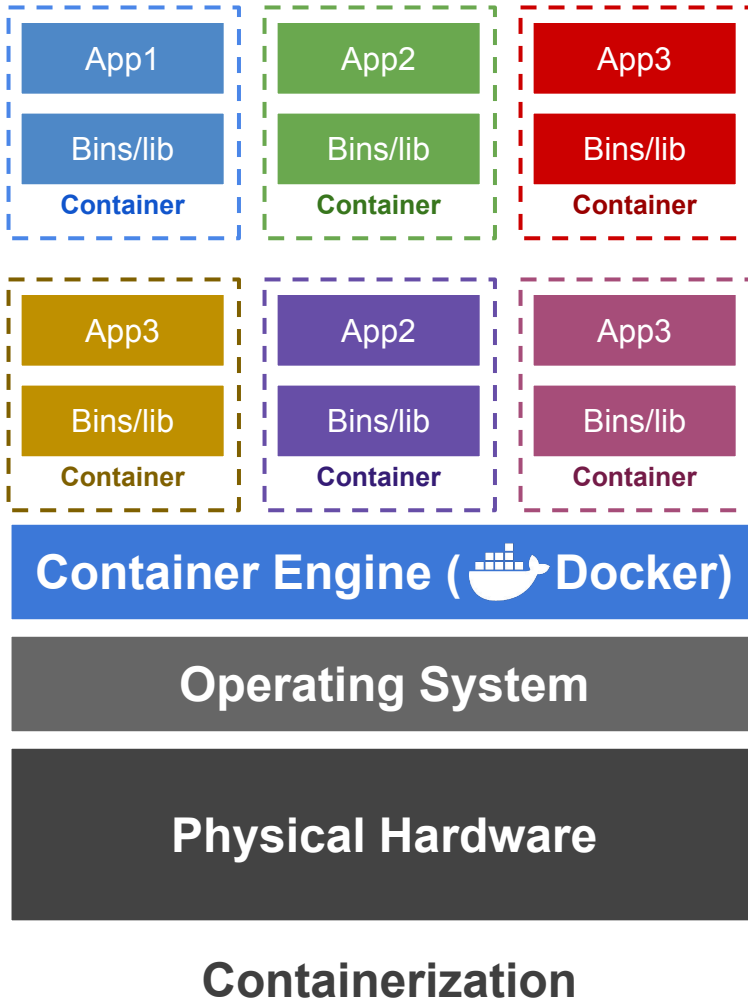 App1 App2 App3
Bins/lib Bins/lib Bins/lib
Container Container Container
App3 App2 App3
Bins/lib Bins/lib Bins/lib
Container Container Container
Container Engine ( Docker)
Operating System
Physical Hardware
Containerization